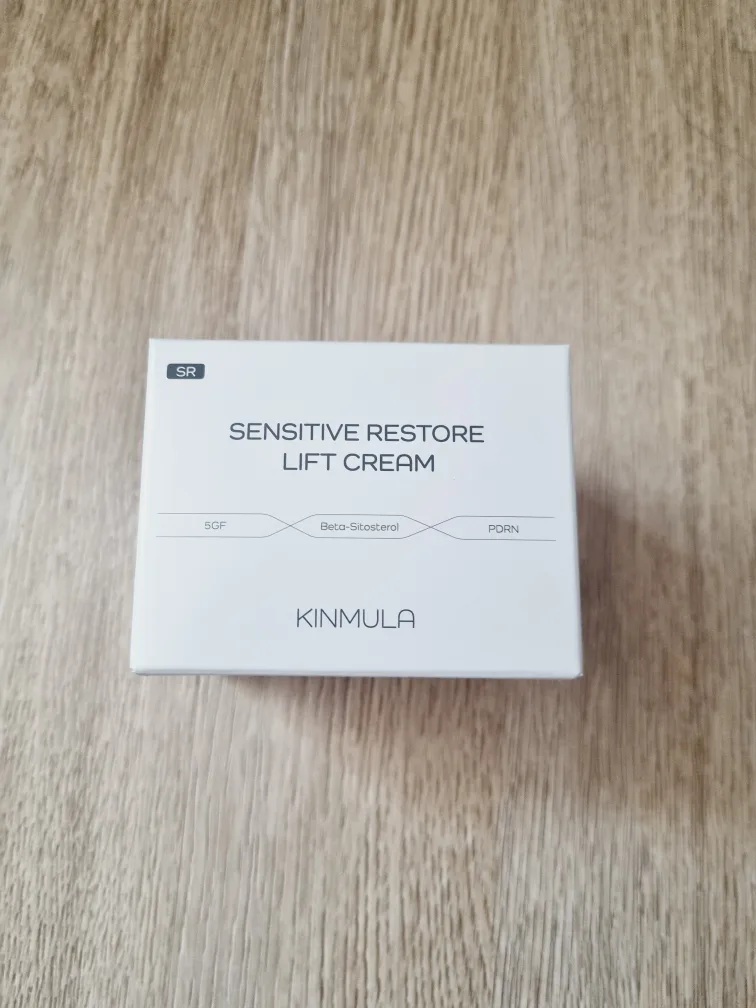 SR
SENSITIVE RESTORE
LIFT CREAM
5GF Beta-Sitosterol PDRN
KINMULA